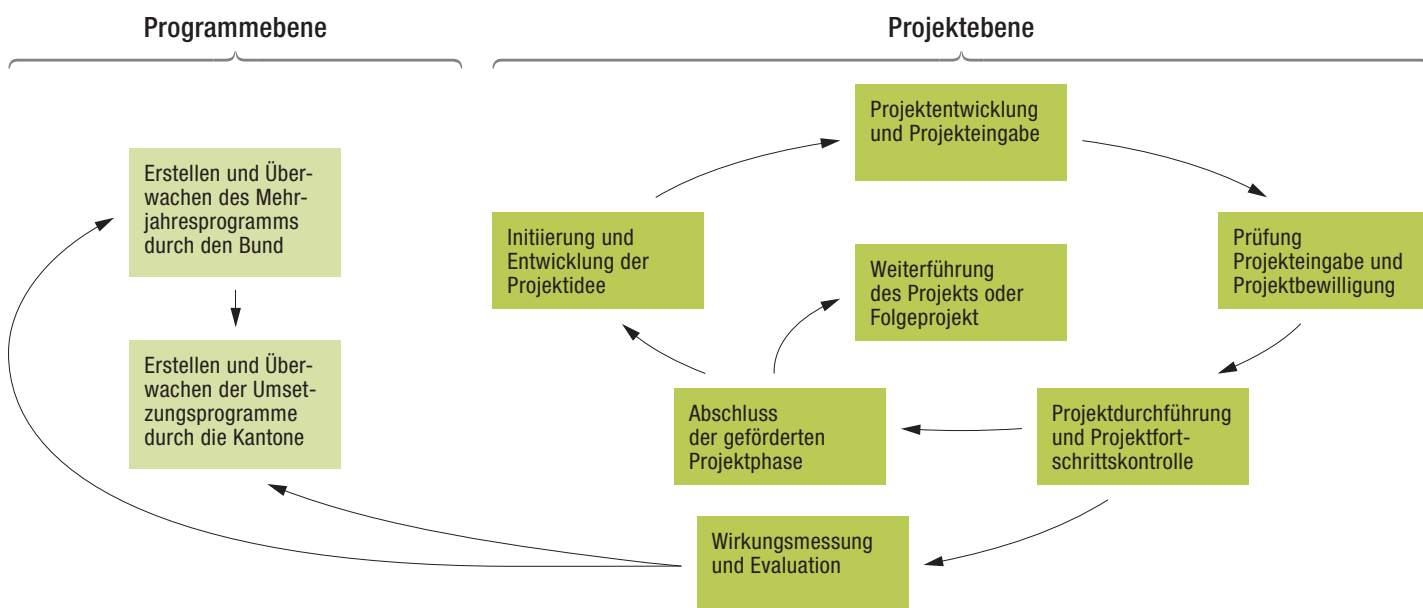 Programmebene
Projektebene
Erstellen und Über-
wachen des Mehr-
jahresprogramms
durch den Bund
Erstellen und Über-
wachen der Umset-
zungsprogramme
durch die Kantone
Projektentwicklung
und Projekteingabe
Initiierung und
Entwicklung der
Projektidee
Weiterführung
des Projekts oder
Folgeprojekt
Prüfung
Projekteingabe und
Projektbewilligung
Abschluss
der geförderten
Projektphase
Projektdurchführung
und Projektfort-
schrittskontrolle
Wirkungsmessung
und Evaluation